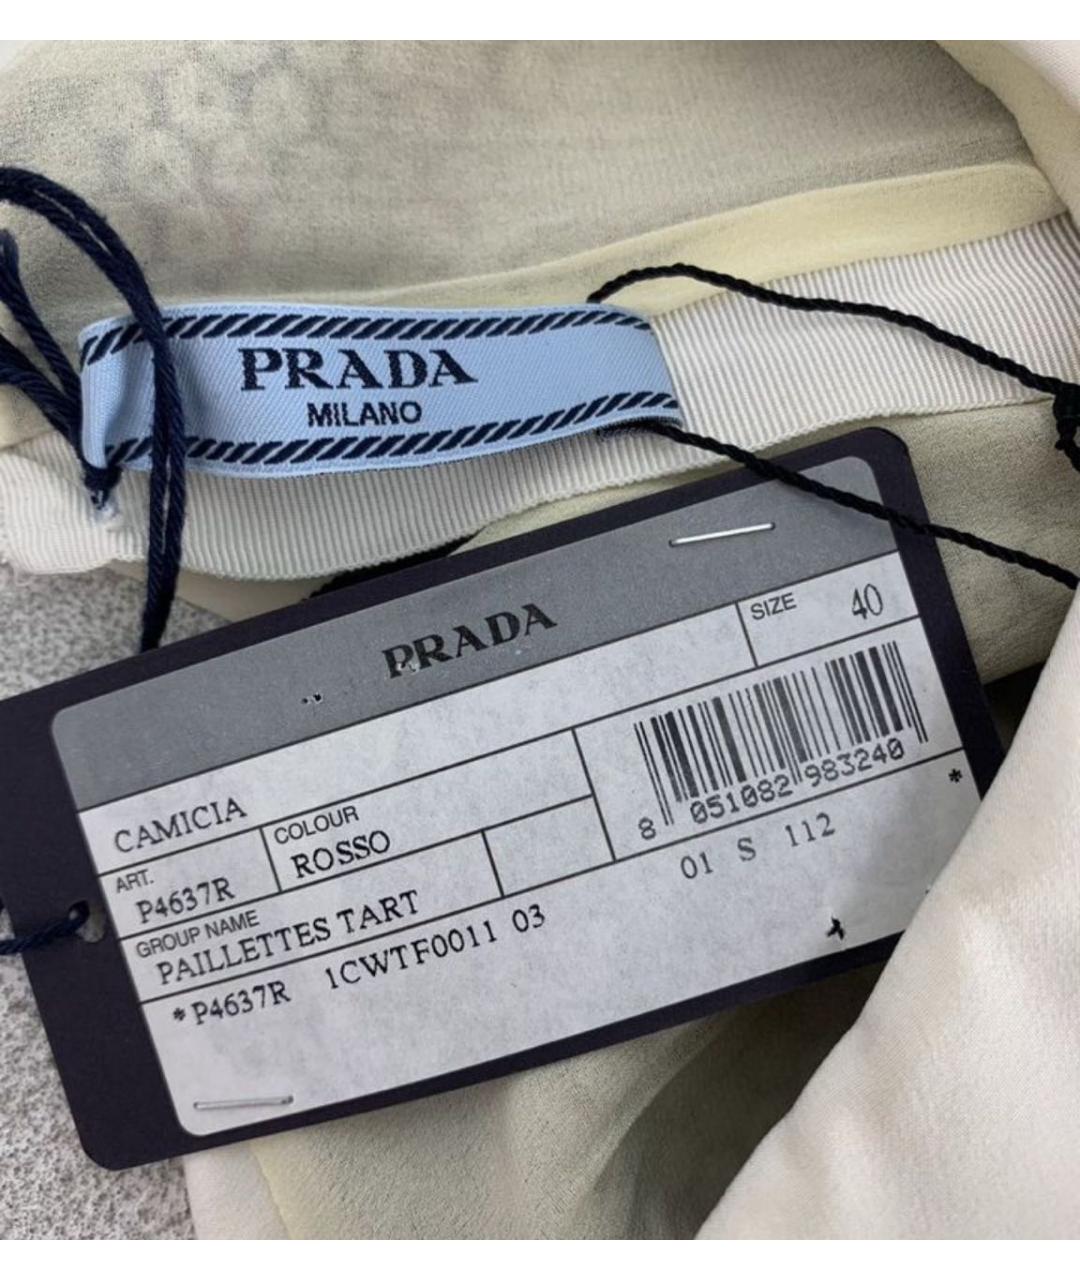 PRADA
MILANO
PRADA
SIZE 40
CAMICIA
ART. P4637R
COLOUR ROSSO
8 051082 983240
GROUP NAME
PAILLETTES TART
01 S 112 *
*P4637R 1CWTF0011 03